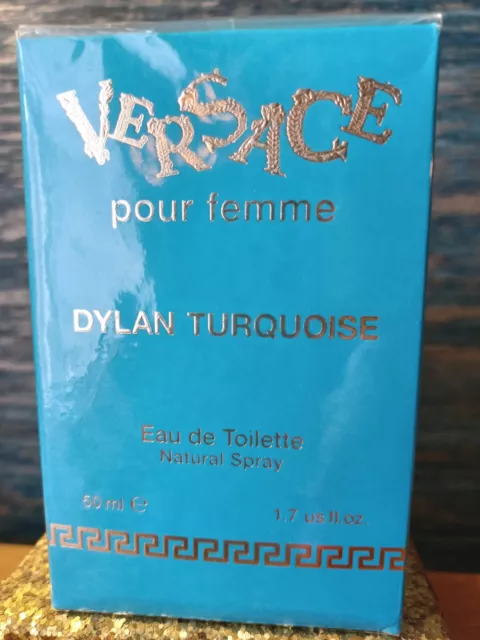 VERSACE
pour femme
DYLAN TURQUOISE
Eau de Toilette
Natural Spray
50 ml ℮ 1.7 us fl.oz.